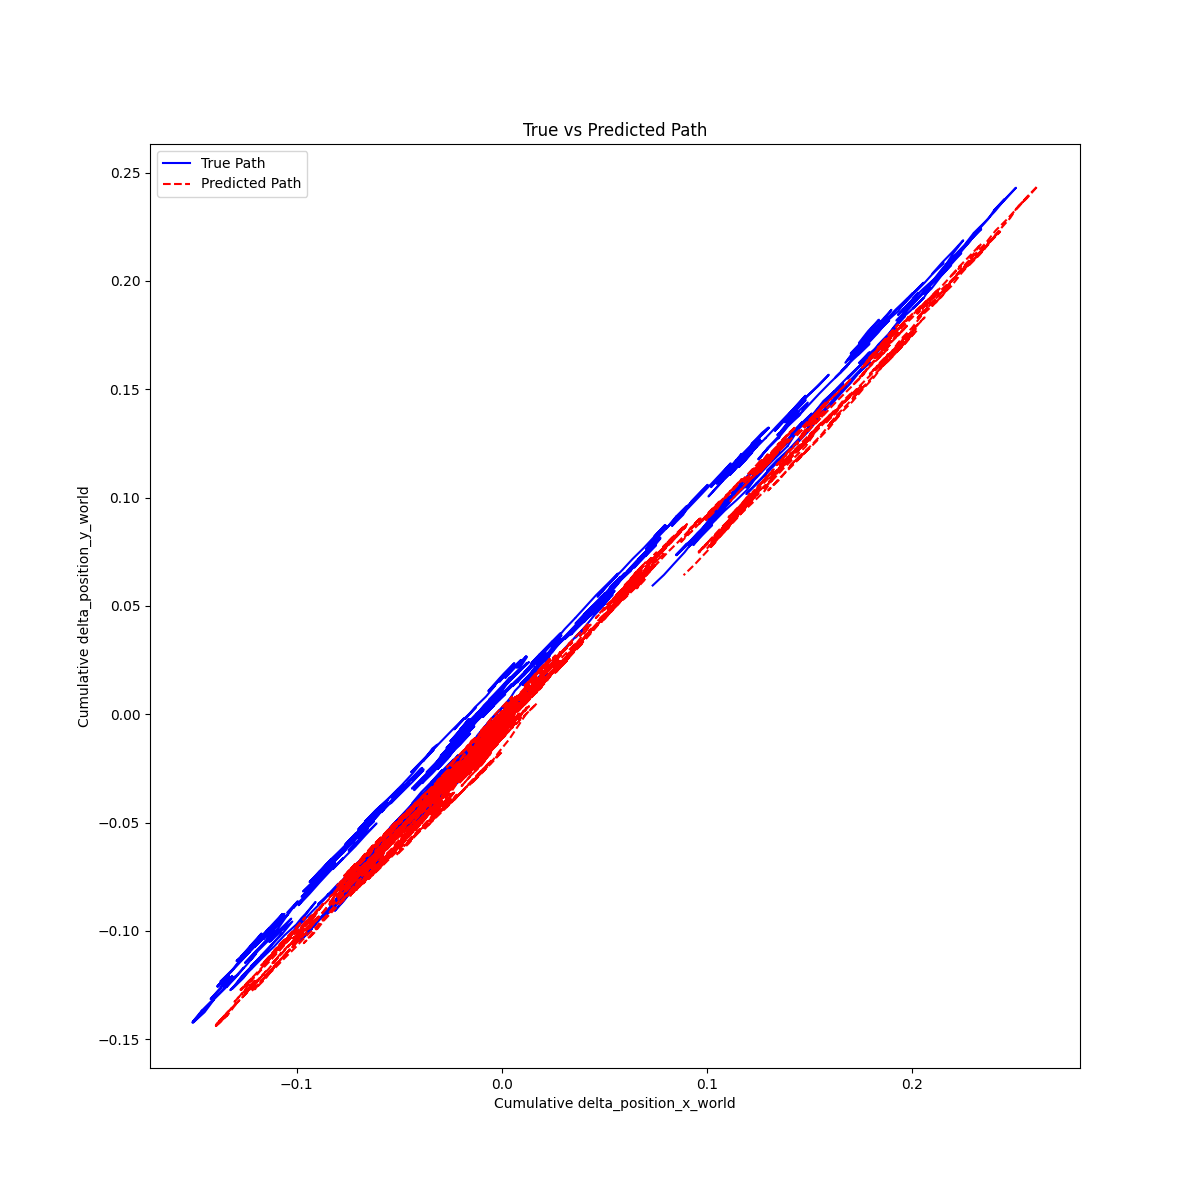 True vs Predicted Path
True Path
Predicted Path
0.25
0.20
0.15
0.10
0.05
0.00
−0.05
−0.10
−0.15
Cumulative delta_position_y_world
−0.1
0.0
0.1
0.2
Cumulative delta_position_x_world